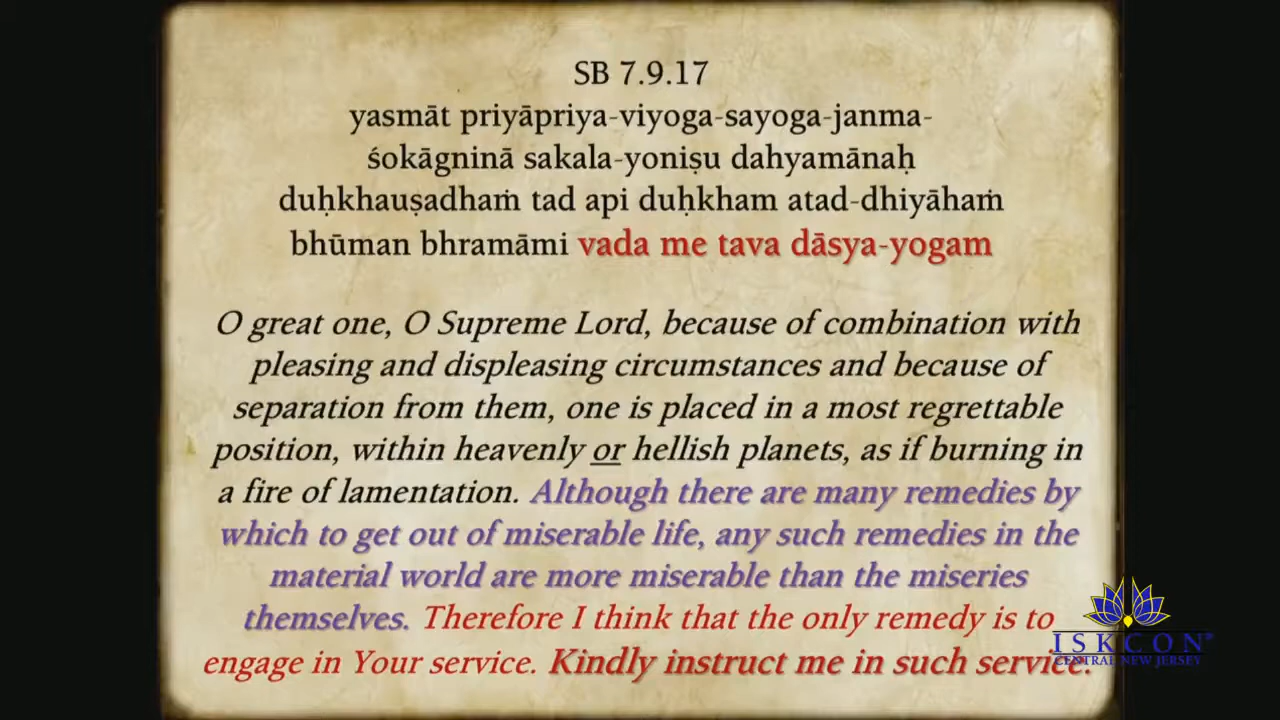 SB 7.9.17
yasmāt priyāpriya-viyoga-sayoga-janma-
śokāgninā sakala-yoniṣu dahyamānaḥ
duḥkhauṣadhaṁ tad api duḥkham atad-dhiyāhaṁ
bhūman bhramāmi vada me tava dāsya-yogam
O great one, O Supreme Lord, because of combination with
pleasing and displeasing circumstances and because of
separation from them, one is placed in a most regrettable
position, within heavenly or hellish planets, as if burning in
a fire of lamentation. Although there are many remedies by
which to get out of miserable life, any such remedies in the
material world are more miserable than the miseries
themselves. Therefore I think that the only remedy is to
engage in Your service. Kindly instruct me in such service.
ISKCON®
CENTRAL NEW JERSEY